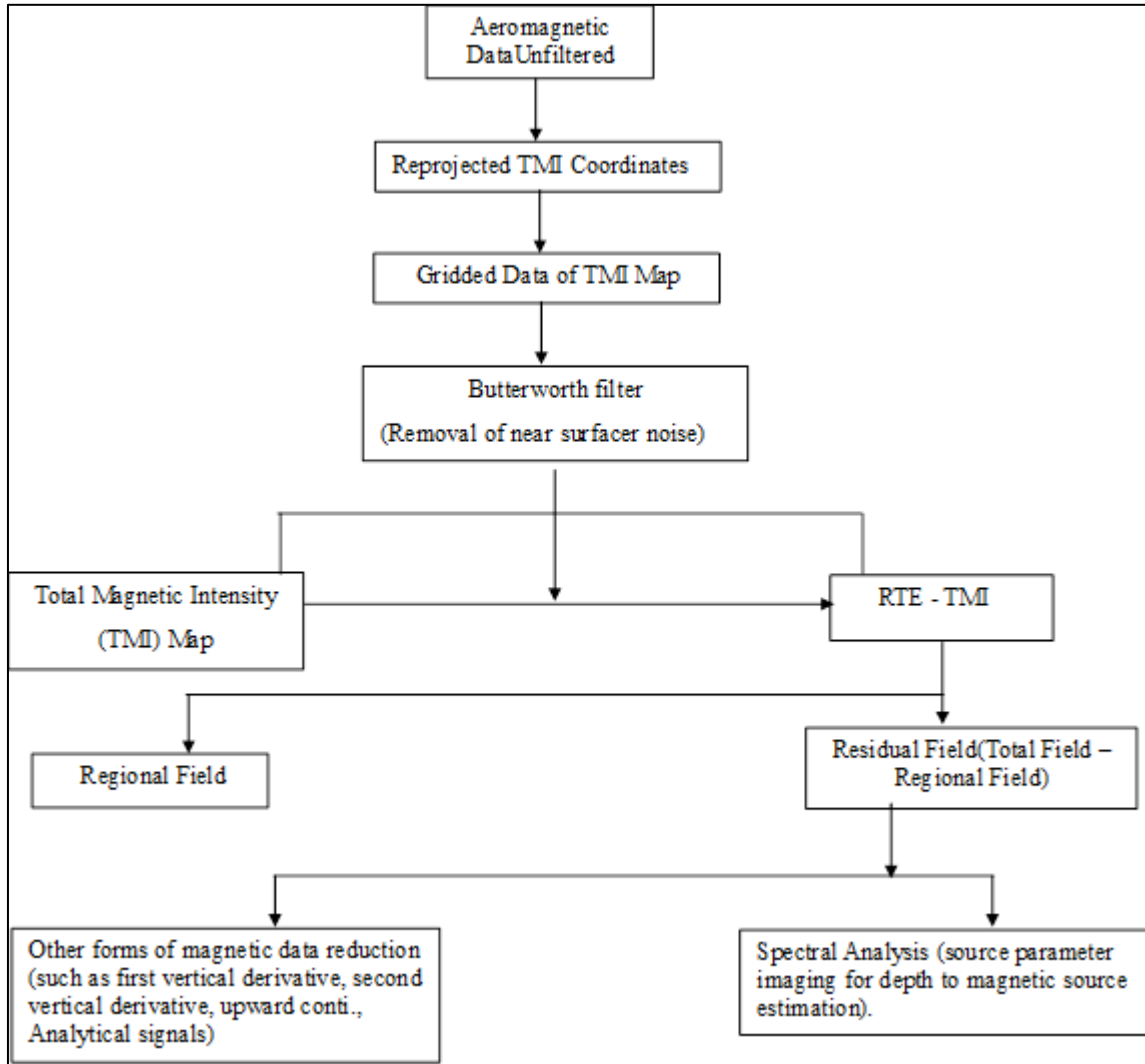 Aeromagnetic
DataUnfiltered
Reprojected TMI Coordinates
Gridded Data of TMI Map
Butterworth filter
(Removal of near surfacer noise)
Total Magnetic Intensity
(TMI) Map
RTE - TMI
Regional Field
Residual Field(Total Field –
Regional Field)
Other forms of magnetic data reduction
(such as first vertical derivative, second
vertical derivative, upward conti.,
Analytical signals)
Spectral Analysis (source parameter
imaging for depth to magnetic source
estimation).